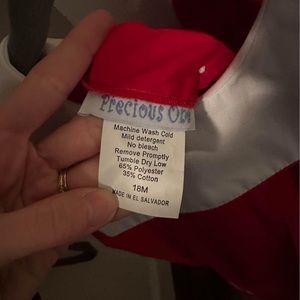 Precious
Machine Wash Cold
Mild detergent
No bleach
Remove Promptly
Tumble Dry Low
65% Polyester
35% Cotton
18M
MADE IN EL SALVADOR